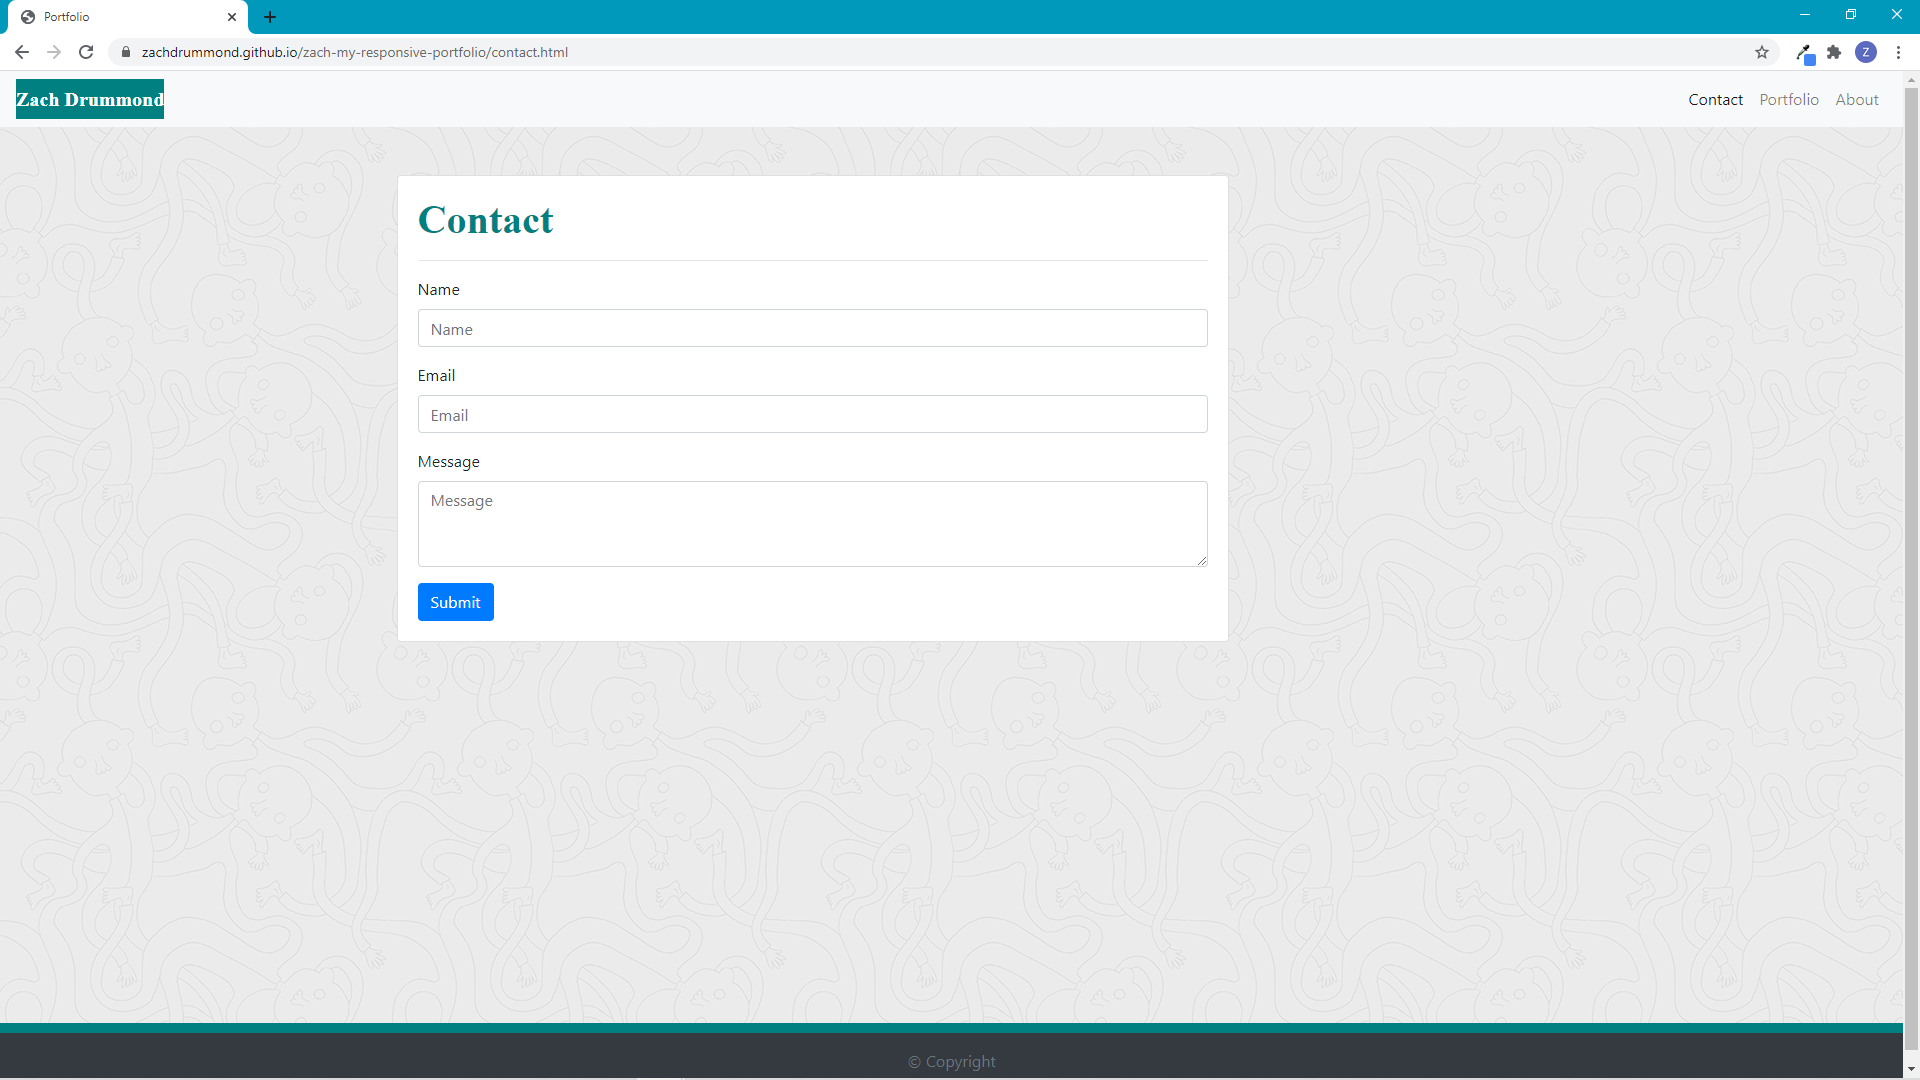 Portfolio
zachdrummond.github.io/zach-my-responsive-portfolio/contact.html
Z
Zach Drummond
Contact Portfolio About
Contact
Name
Name
Email
Email
Message
Message
Submit
© Copyright